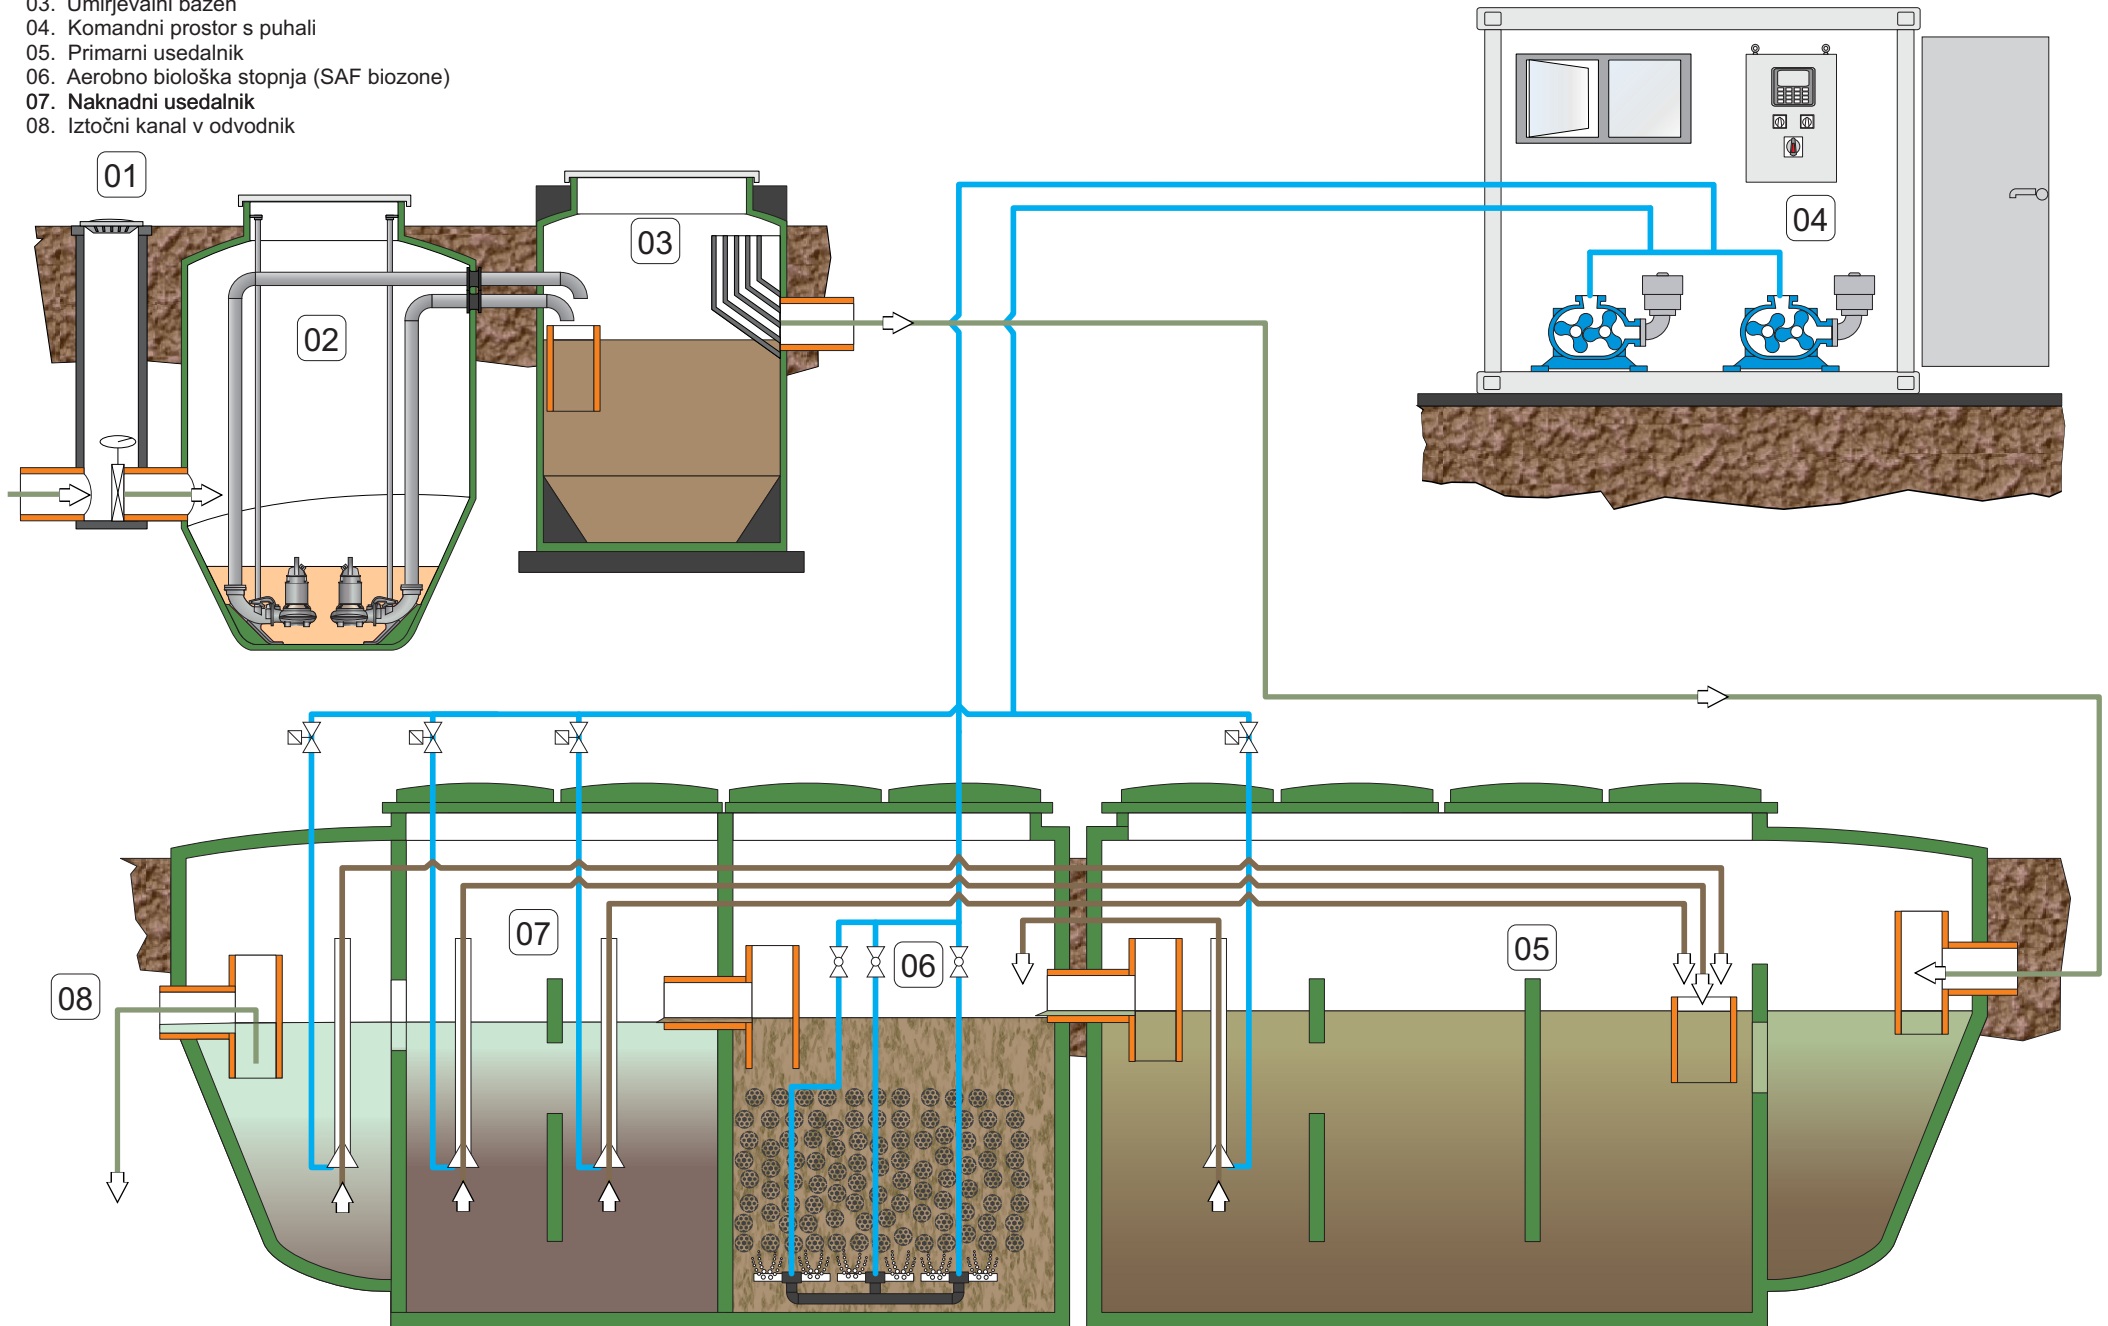 03. Umirjevalni bazen
04. Komandni prostor s puhali
05. Primarni usedalnik
06. Aerobno biološka stopnja (SAF biozone)
07. Naknadni usedalnik
08. Iztočni kanal v odvodnik
01
02
03
04
05
06
07
08